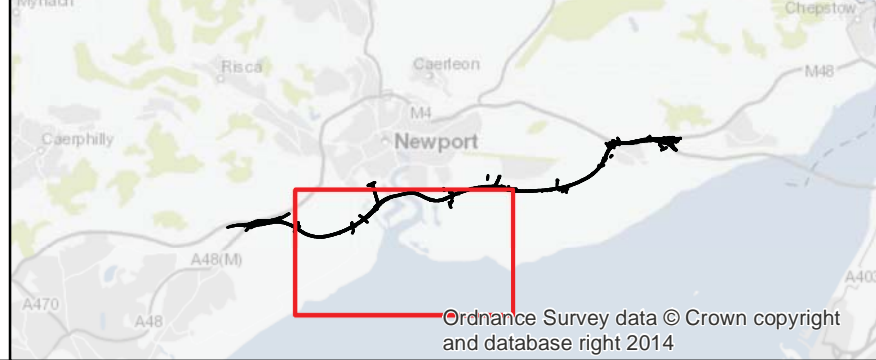 Chepstow
Caerleon
Risca
M48
M4
Caerphilly
Newport
A48(M)
A470
A48
A403
Ordnance Survey data © Crown copyright
and database right 2014